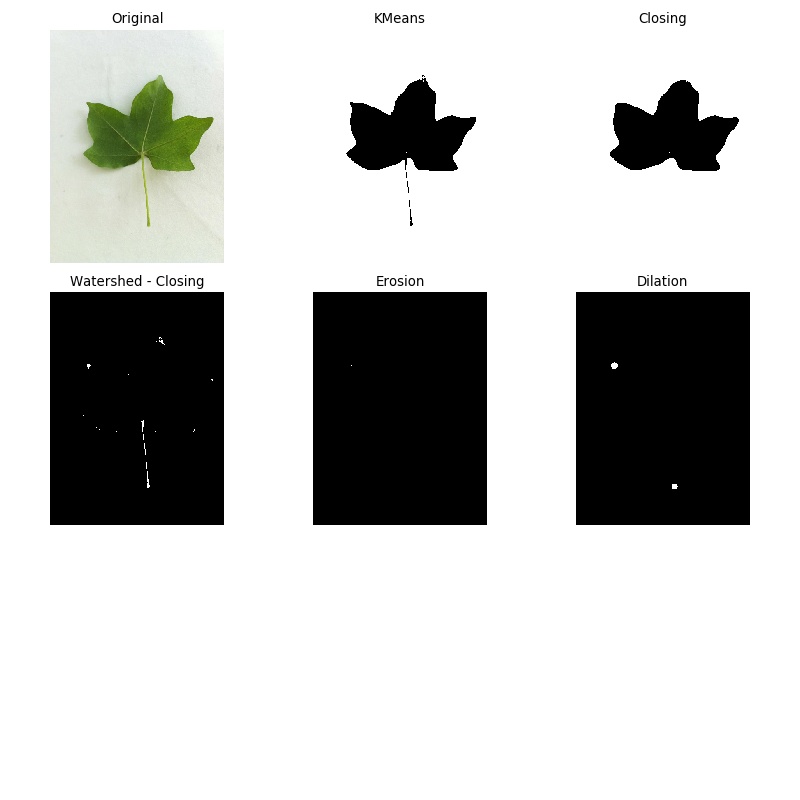 Original
KMeans
Closing
Watershed - Closing
Erosion
Dilation